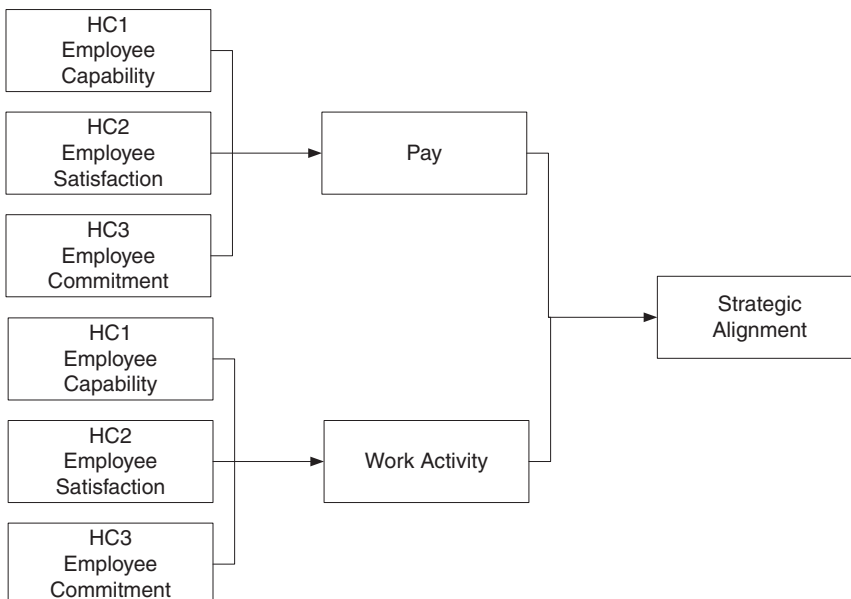 HC1
Employee
Capability
HC2
Employee
Satisfaction
HC3
Employee
Commitment
Pay
HC1
Employee
Capability
HC2
Employee
Satisfaction
HC3
Employee
Commitment
Work Activity
Strategic
Alignment